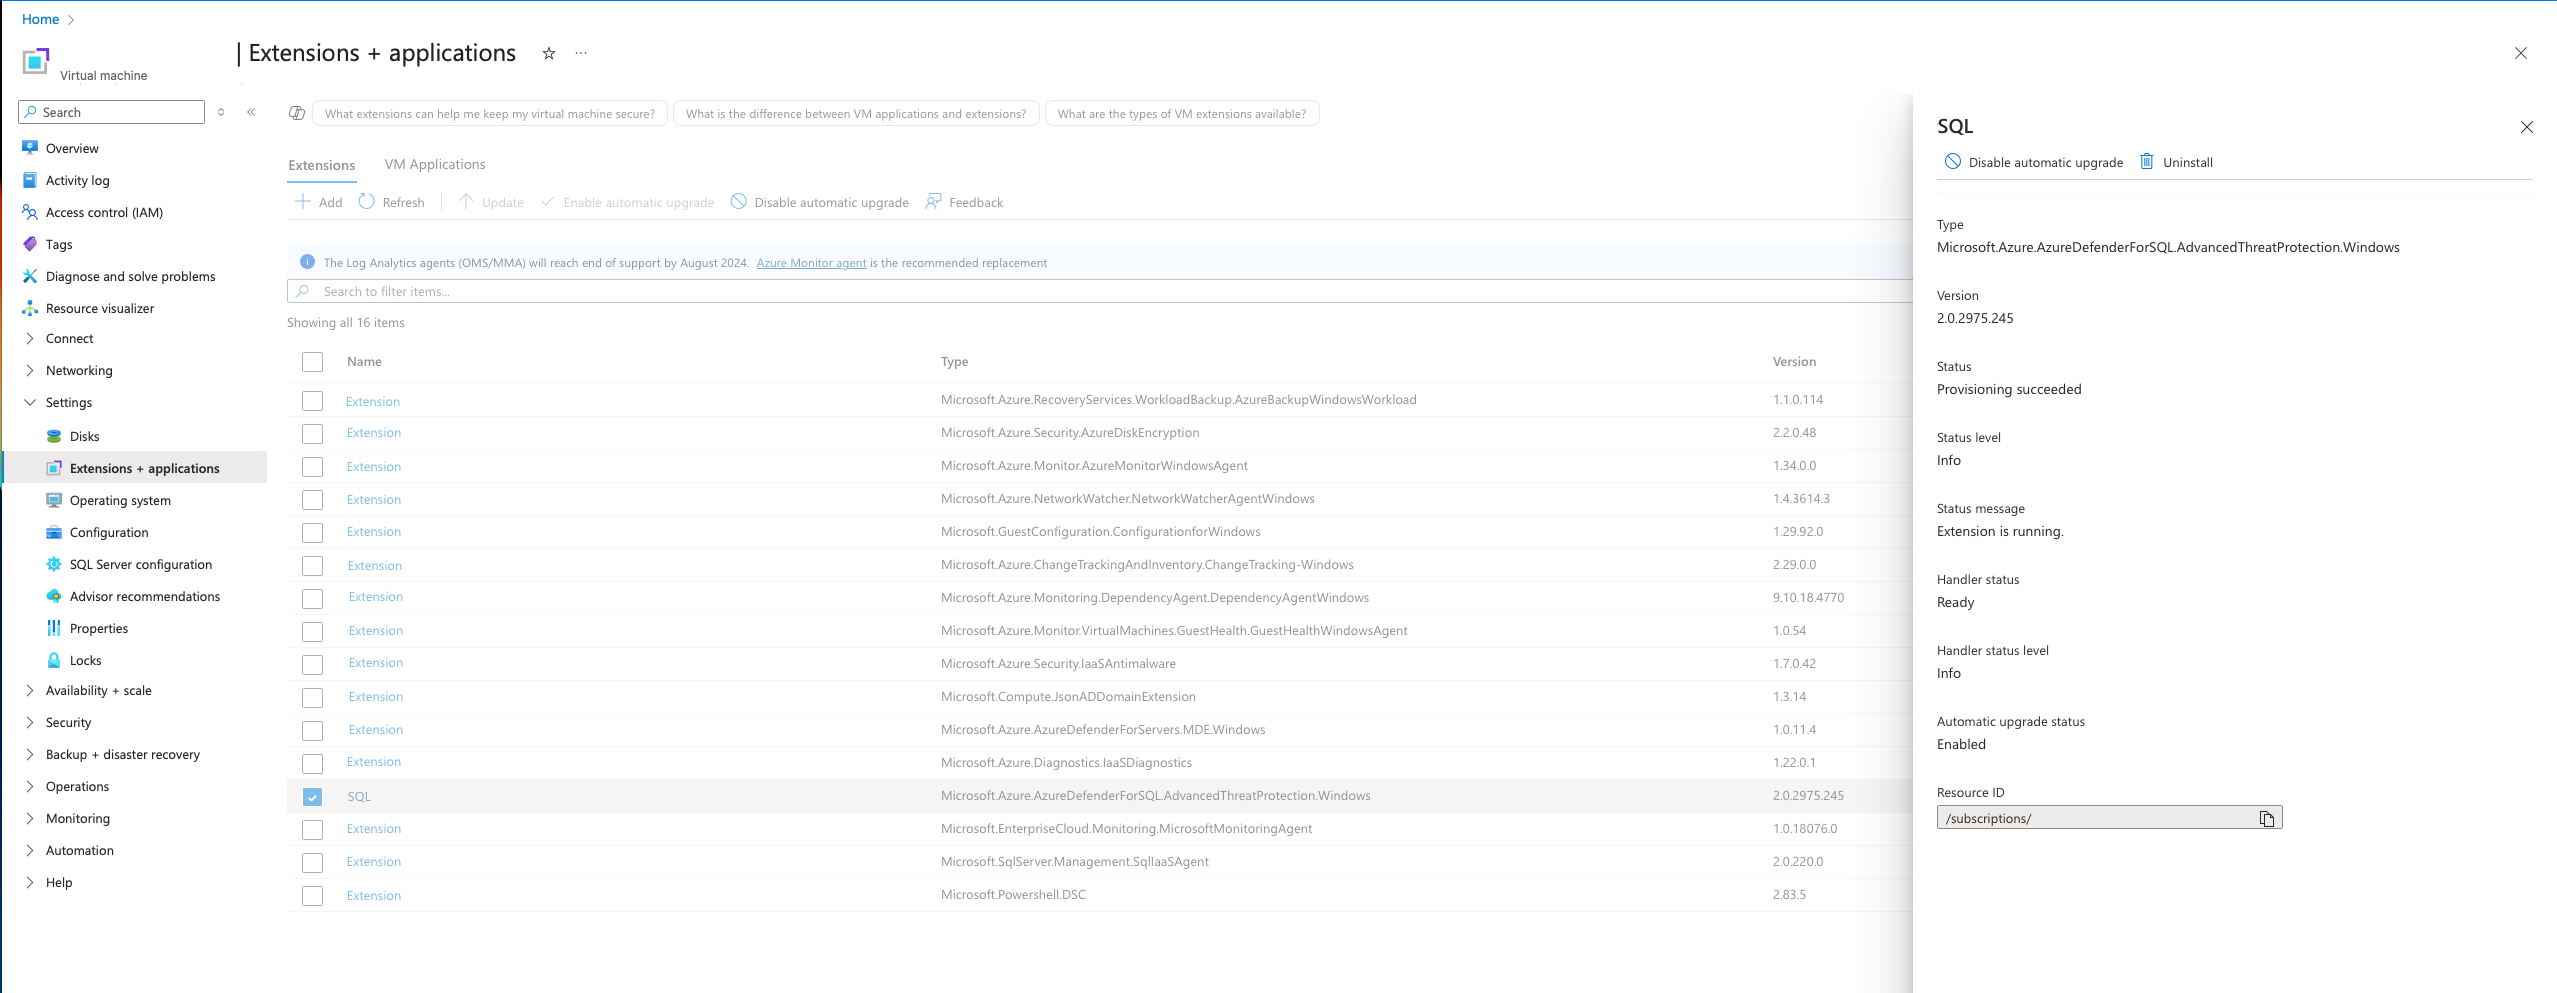 Home
| Extensions + applications
Virtual machine
Search
Overview
Activity log
Access control (IAM)
Tags
Diagnose and solve problems
Resource visualizer
Connect
Networking
Settings
Disks
Extensions + applications
Operating system
Configuration
SQL Server configuration
Advisor recommendations
Properties
Locks
Availability + scale
Security
Backup + disaster recovery
Operations
Monitoring
Automation
Help
What extensions can help me keep my virtual machine secure? What is the difference between VM applications and extensions? What are the types of VM extensions available?
Extensions VM Applications
Add Refresh Update Enable automatic upgrade Disable automatic upgrade Feedback
The Log Analytics agents (OMS/MMA) will reach end of support by August 2024. Azure Monitor agent is the recommended replacement
Search to filter items...
Showing all 16 items
Name Type Version
Extension Microsoft.Azure.RecoveryServices.WorkloadBackup.AzureBackupWindowsWorkload 1.1.0.114
Extension Microsoft.Azure.Security.AzureDiskEncryption 2.2.0.48
Extension Microsoft.Azure.Monitor.AzureMonitorWindowsAgent 1.34.0.0
Extension Microsoft.Azure.NetworkWatcher.NetworkWatcherAgentWindows 1.4.3614.3
Extension Microsoft.GuestConfiguration.ConfigurationforWindows 1.29.92.0
Extension Microsoft.Azure.ChangeTrackingAndInventory.ChangeTracking-Windows 2.29.0.0
Extension Microsoft.Azure.Monitoring.DependencyAgent.DependencyAgentWindows 9.10.18.4770
Extension Microsoft.Azure.Monitor.VirtualMachines.GuestHealth.GuestHealthWindowsAgent 1.0.54
Extension Microsoft.Azure.Security.IaaSAntimalware 1.7.0.42
Extension Microsoft.Compute.JsonADDomainExtension 1.3.14
Extension Microsoft.Azure.AzureDefenderForServers.MDE.Windows 1.0.11.4
Extension Microsoft.Azure.Diagnostics.IaaSDiagnostics 1.22.0.1
SQL Microsoft.Azure.AzureDefenderForSQL.AdvancedThreatProtection.Windows 2.0.2975.245
Extension Microsoft.EnterpriseCloud.Monitoring.MicrosoftMonitoringAgent 1.0.18076.0
Extension Microsoft.SqlServer.Management.SqlIaaSAgent 2.0.220.0
Extension Microsoft.Powershell.DSC 2.83.5
SQL
Disable automatic upgrade Uninstall
Type
Microsoft.Azure.AzureDefenderForSQL.AdvancedThreatProtection.Windows
Version
2.0.2975.245
Status
Provisioning succeeded
Status level
Info
Status message
Extension is running.
Handler status
Ready
Handler status level
Info
Automatic upgrade status
Enabled
Resource ID
/subscriptions/